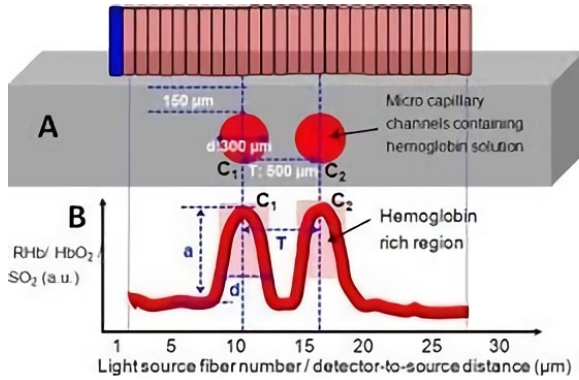 A
150 µm
d:300 µm
C1
T: 500 µm
C2
Micro capillary
channels containing
hemoglobin solution
B
C1
C2
Hemoglobin
rich region
RHb/ HbO2 /
SO2 (a.u.)
a
T
d
1 5 10 15 20 25 30
Light source fiber number / detector-to-source distance (µm)